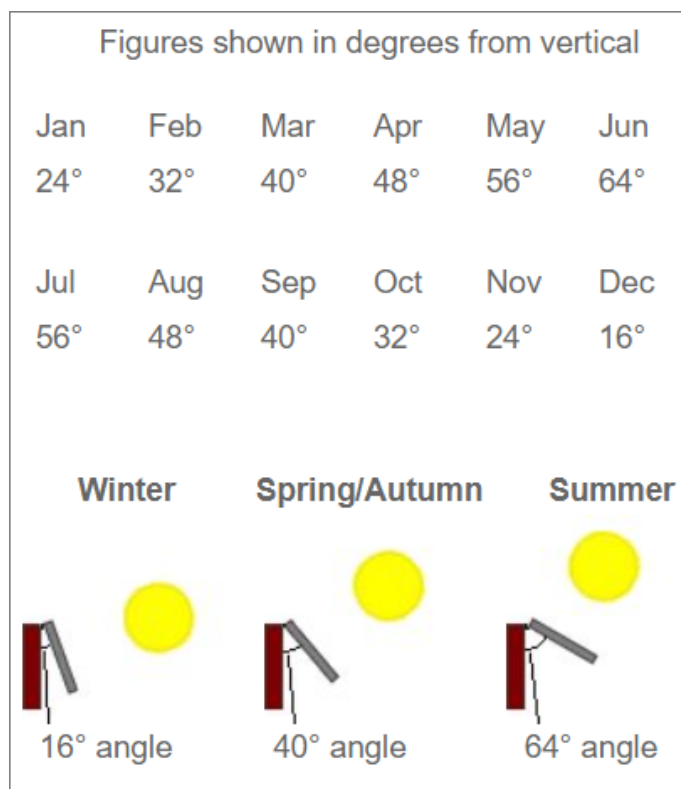 Figures shown in degrees from vertical
Jan Feb Mar Apr May Jun
24° 32° 40° 48° 56° 64°
Jul Aug Sep Oct Nov Dec
56° 48° 40° 32° 24° 16°
Winter Spring/Autumn Summer
16° angle 40° angle 64° angle